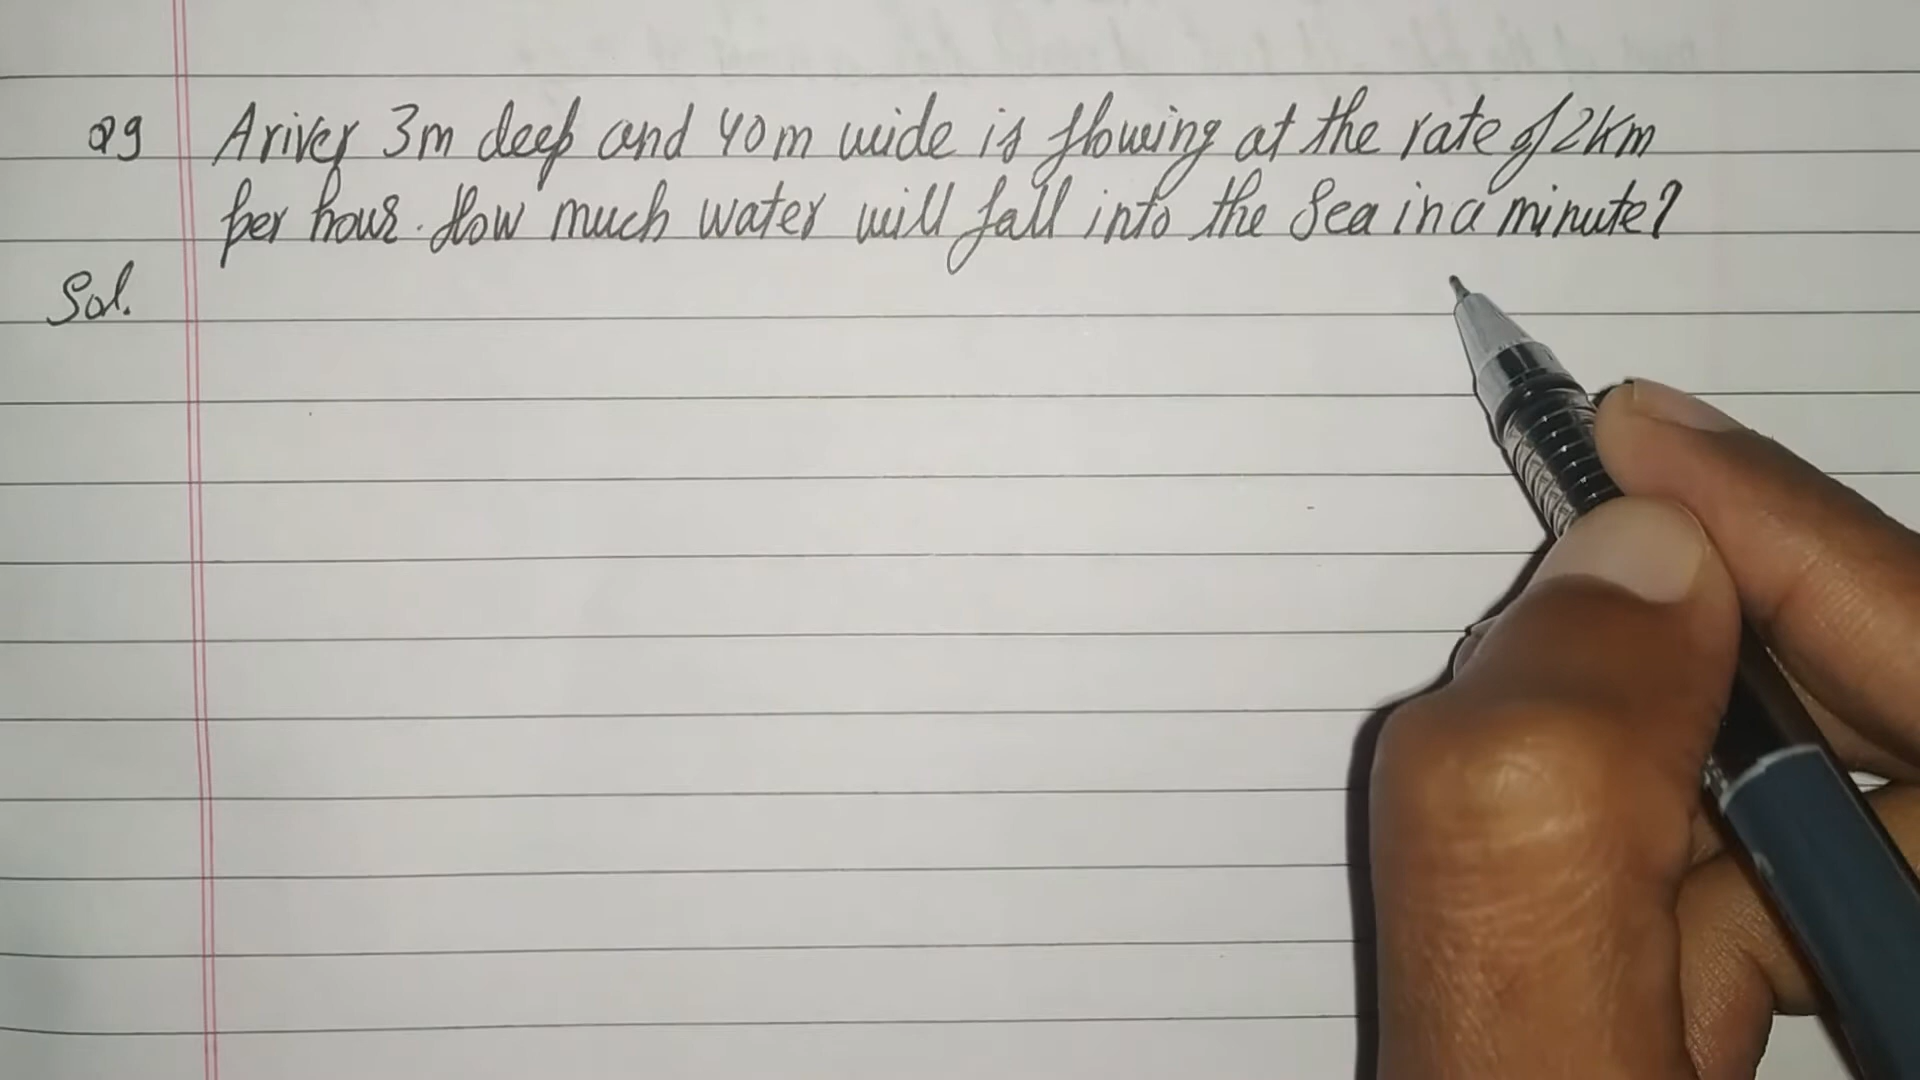 Q9 A river 3m deep and 40m wide is flowing at the rate of 2km
per hour. How much water will fall into the Sea in a minute?
Sol.